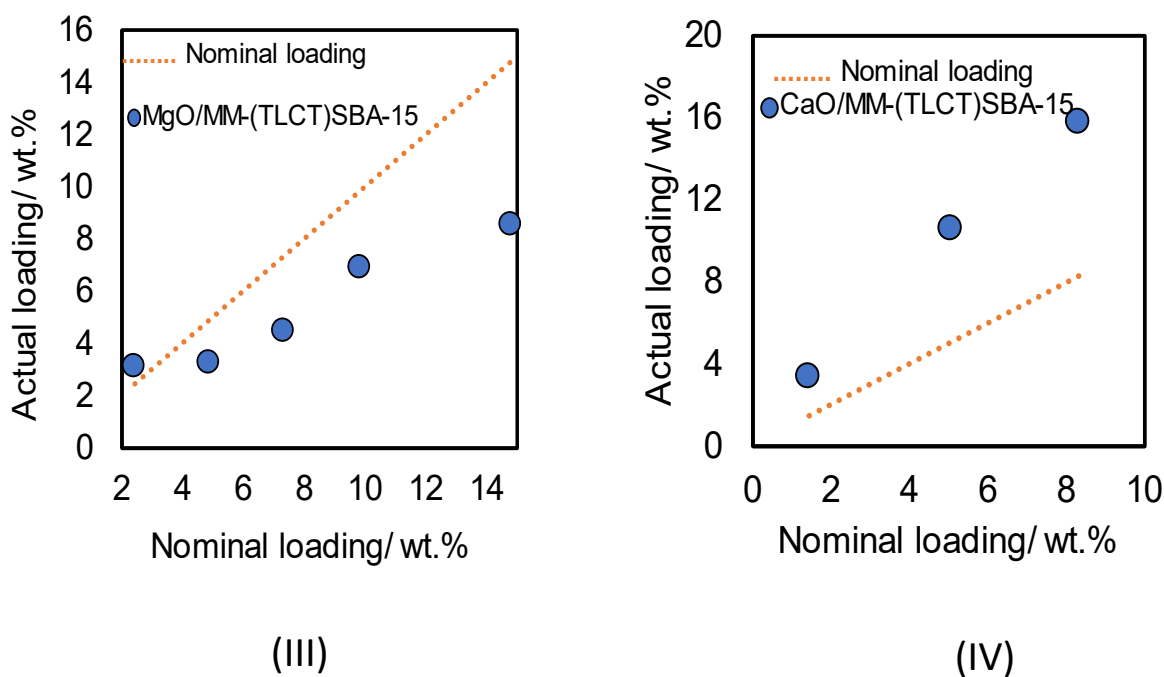 16
14
12
10
8
6
4
2
0
Actual loading/ wt.%
Nominal loading
MgO/MM-(TLCT)SBA-15
2 4 6 8 10 12 14
Nominal loading/ wt.%
(III)
20
16
12
8
4
0
Actual loading/ wt.%
Nominal loading
CaO/MM-(TLCT)SBA-15
0 2 4 6 8 10
Nominal loading/ wt.%
(IV)